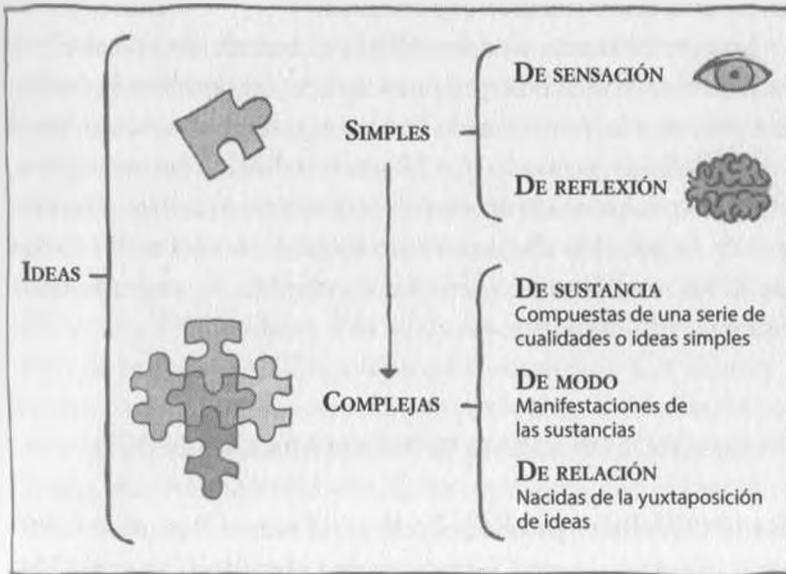 IDEAS
SIMPLES
DE SENSACIÓN
DE REFLEXIÓN
COMPLEJAS
DE SUSTANCIA
Compuestas de una serie de
cualidades o ideas simples
DE MODO
Manifestaciones de
las sustancias
DE RELACIÓN
Nacidas de la yuxtaposición
de ideas